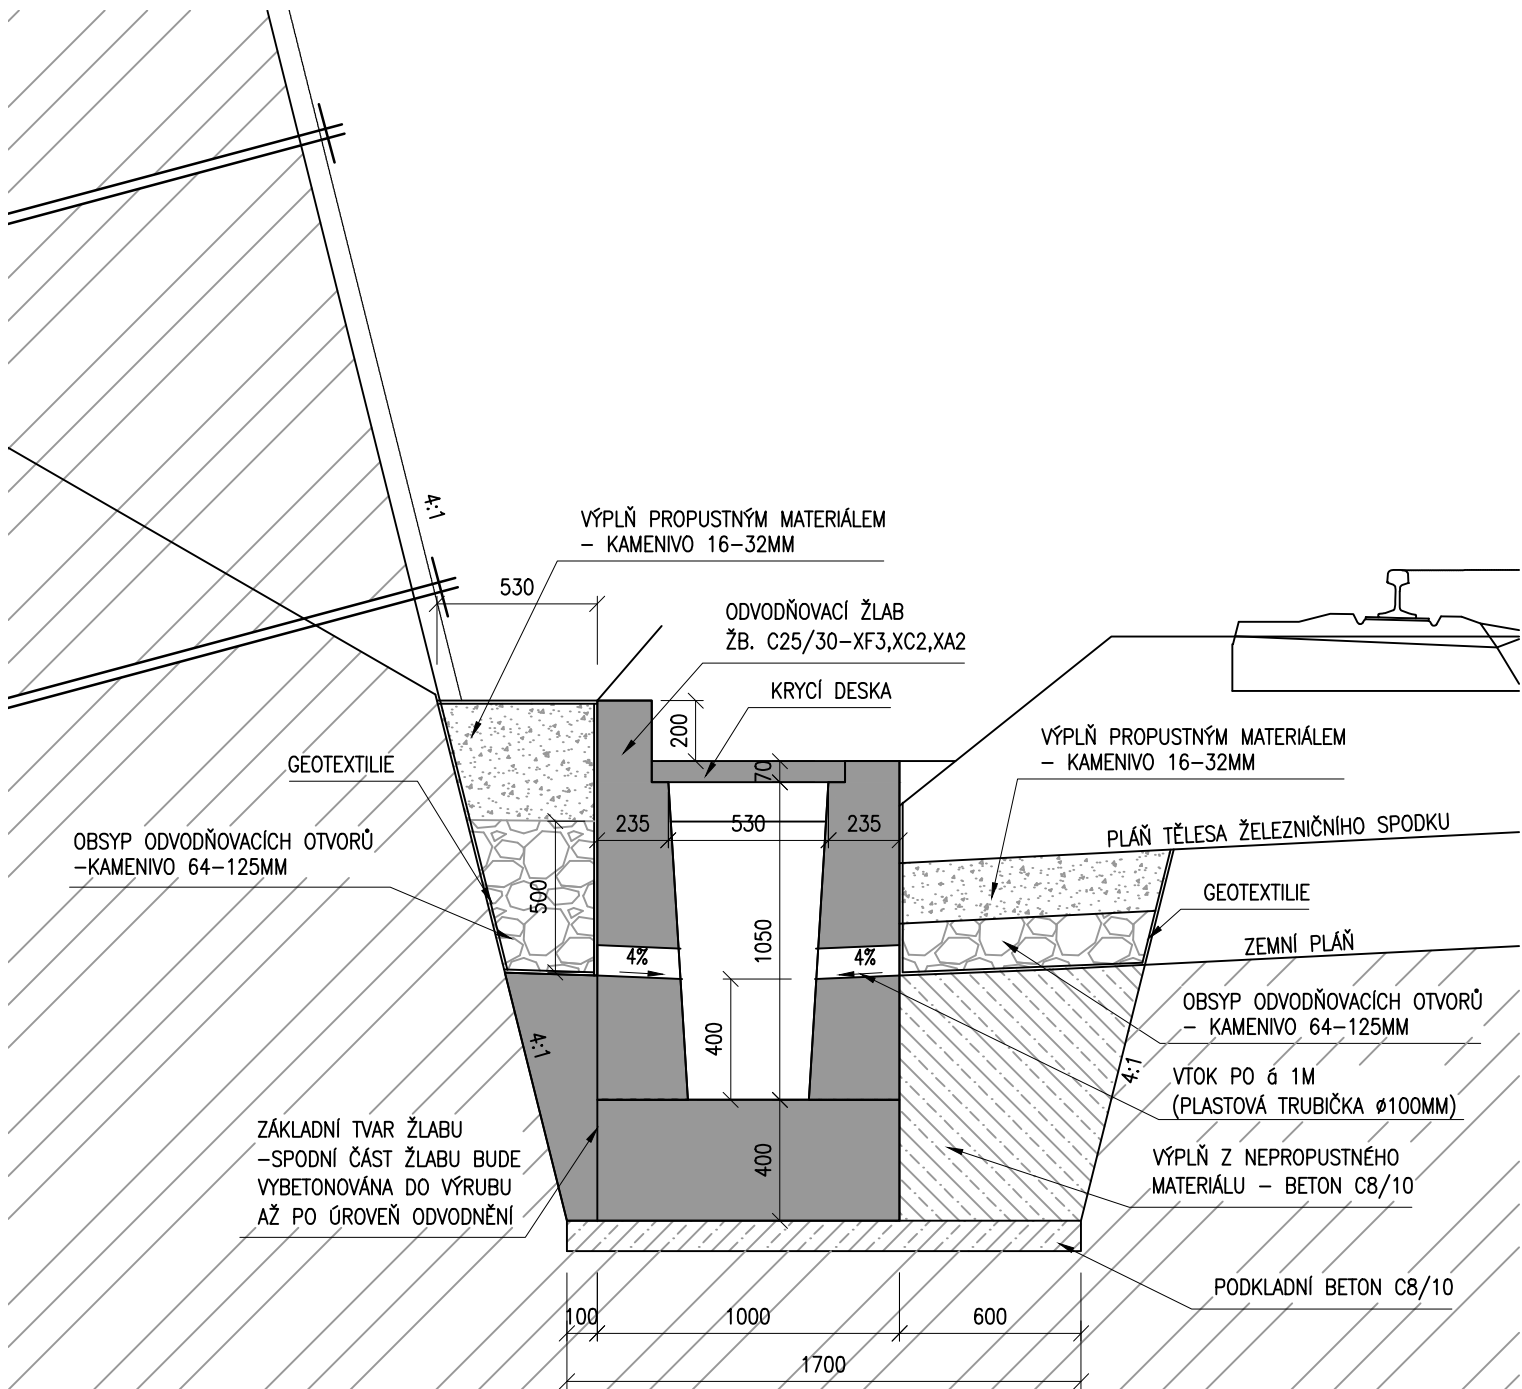 4:1
VÝPLŇ PROPUSTNÝM MATERIÁLEM
– KAMENIVO 16–32MM
530
ODVODŇOVACÍ ŽLAB
ŽB. C25/30–XF3,XC2,XA2
KRYCÍ DESKA
200
70
VÝPLŇ PROPUSTNÝM MATERIÁLEM
– KAMENIVO 16–32MM
GEOTEXTILIE
235
530
235
PLÁŇ TĚLESA ŽELEZNIČNÍHO SPODKU
OBSYP ODVODŇOVACÍCH OTVORŮ
–KAMENIVO 64–125MM
500
GEOTEXTILIE
1050
4%
4%
ZEMNÍ PLÁŇ
OBSYP ODVODŇOVACÍCH OTVORŮ
– KAMENIVO 64–125MM
400
4:1
4:1
VTOK PO á 1M
(PLASTOVÁ TRUBIČKA ø100MM)
ZÁKLADNÍ TVAR ŽLABU
–SPODNÍ ČÁST ŽLABU BUDE
VYBETONOVÁNA DO VÝRUBU
AŽ PO ÚROVEŇ ODVODNĚNÍ
400
VÝPLŇ Z NEPROPUSTNÉHO
MATERIÁLU – BETON C8/10
PODKLADNÍ BETON C8/10
100
1000
600
1700